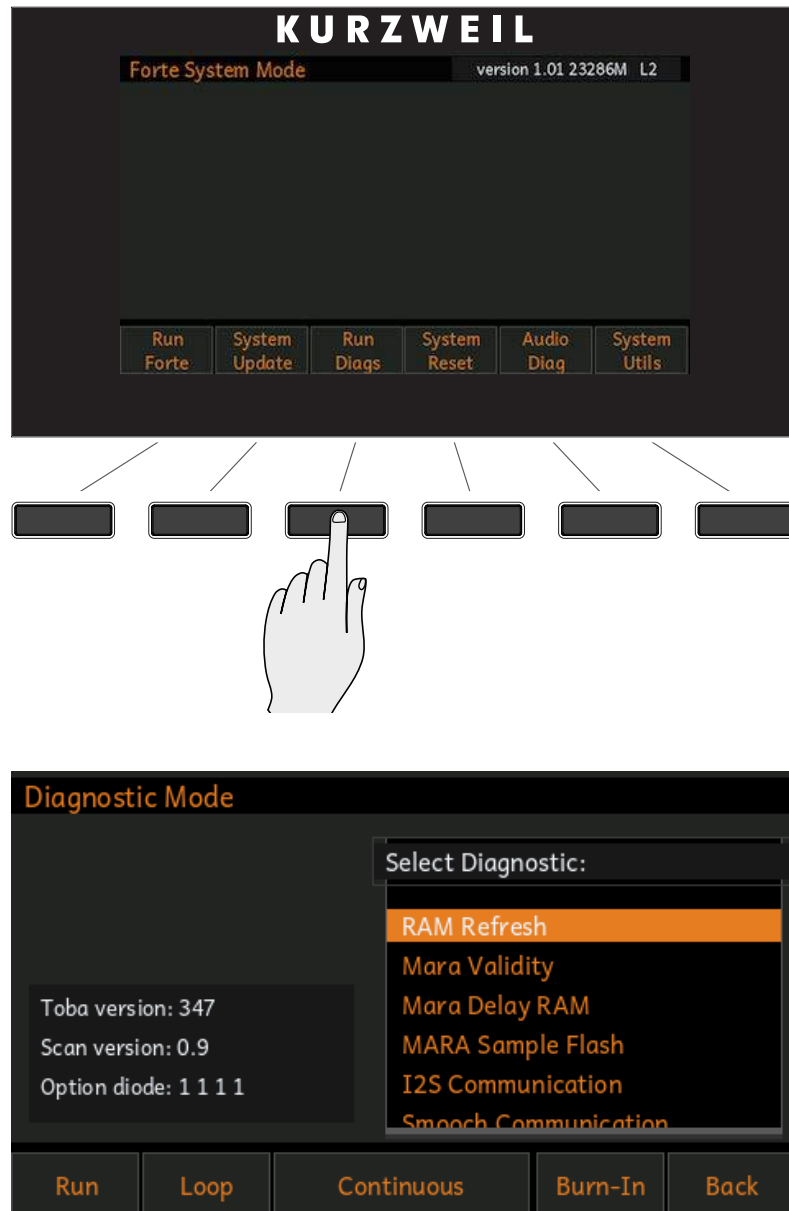 KURZWEIL
Forte System Mode version 1.01 23286M L2
Run System Run System Audio System
Forte Update Diags Reset Diag Utils
Diagnostic Mode
Select Diagnostic:
RAM Refresh
Mara Validity
Mara Delay RAM
MARA Sample Flash
I2S Communication
Smooch Communication
Toba version: 347
Scan version: 0.9
Option diode: 1 1 1 1
Run Loop Continuous Burn-In Back